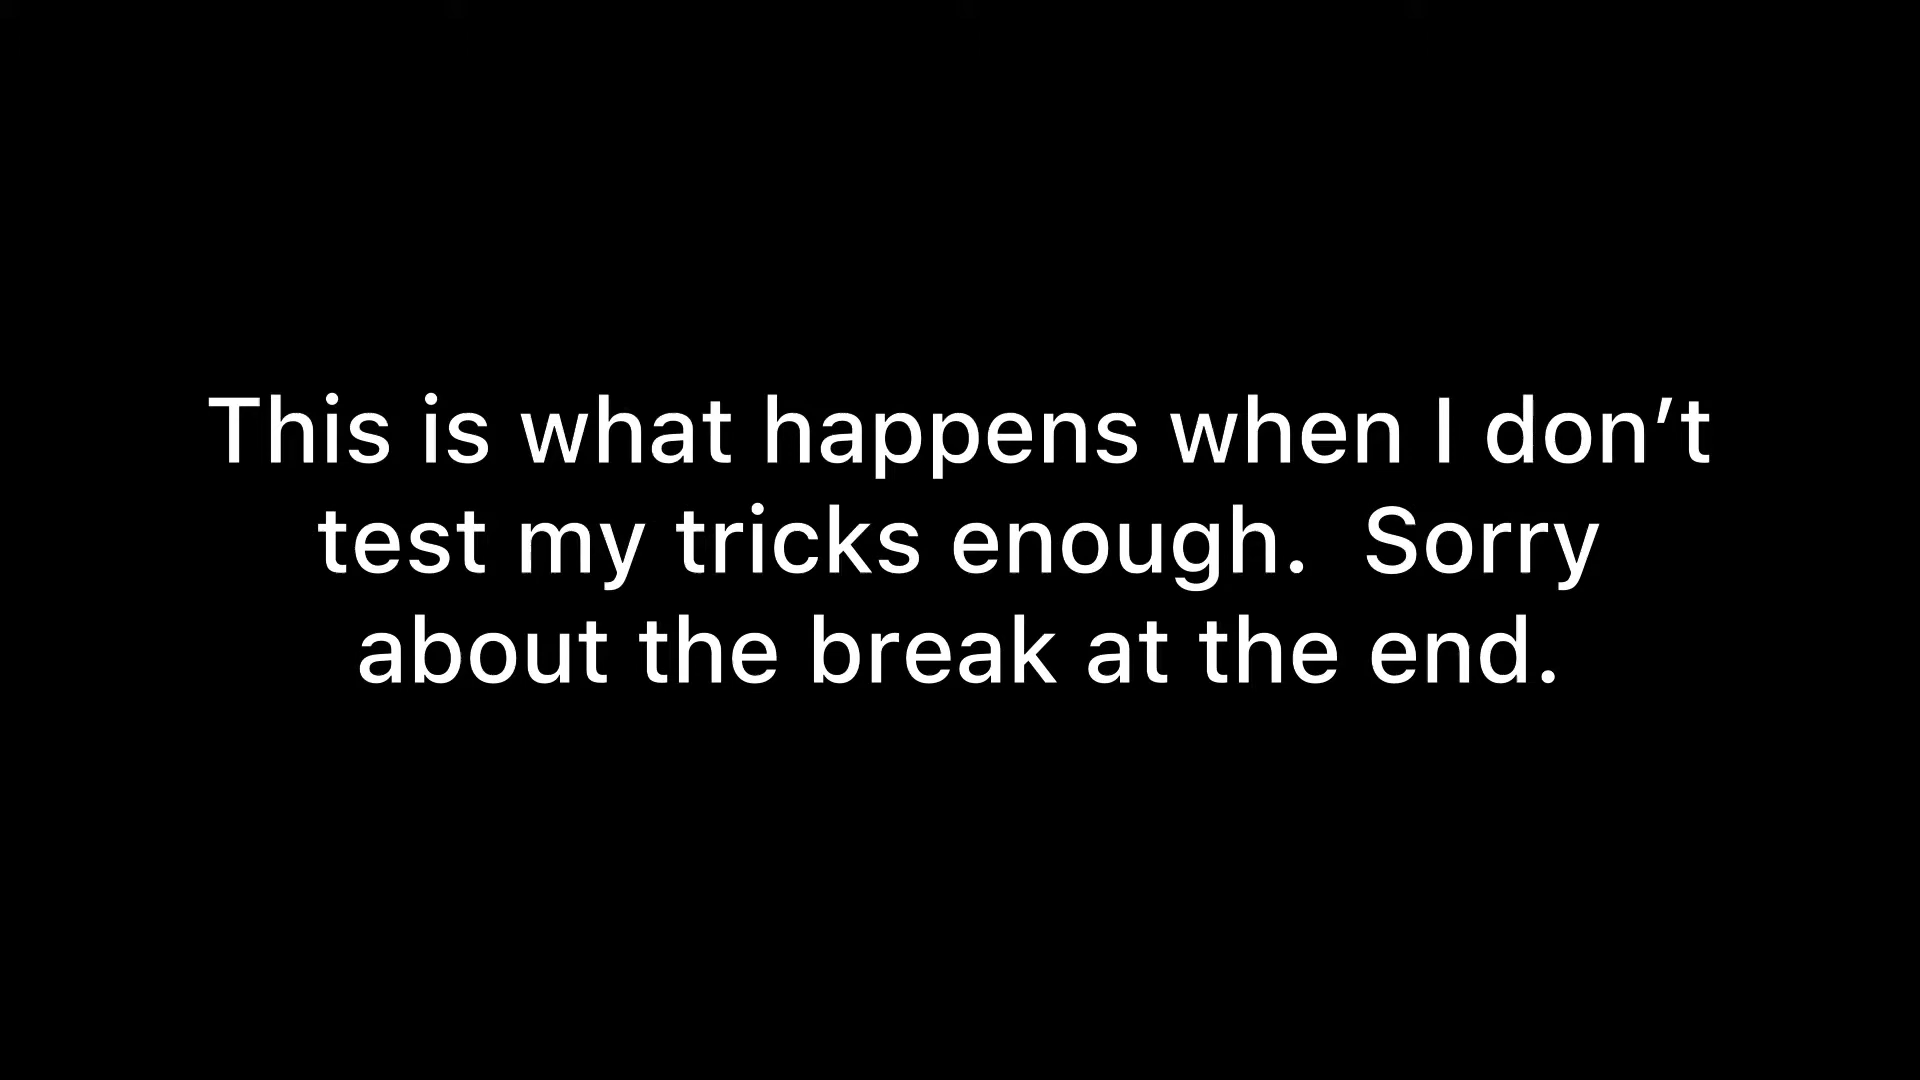 This is what happens when I don’t
test my tricks enough.  Sorry
about the break at the end.